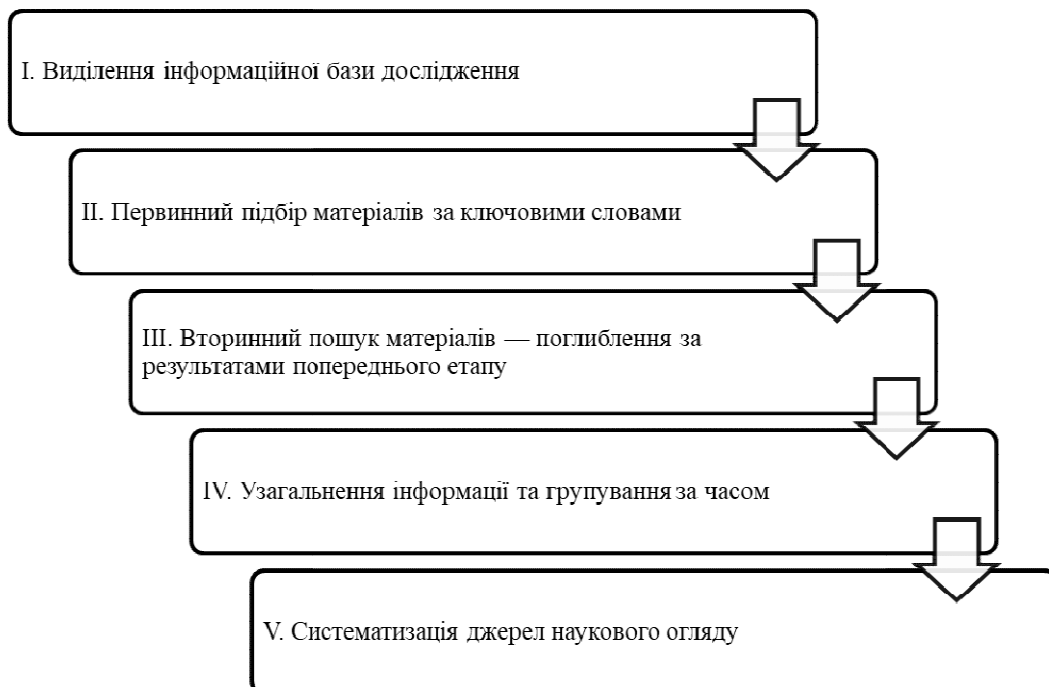 I. Виділення інформаційної бази дослідження
II. Первинний підбір матеріалів за ключовими словами
III. Вторинний пошук матеріалів — поглиблення за
результатами попереднього етапу
IV. Узагальнення інформації та групування за часом
V. Систематизація джерел наукового огляду